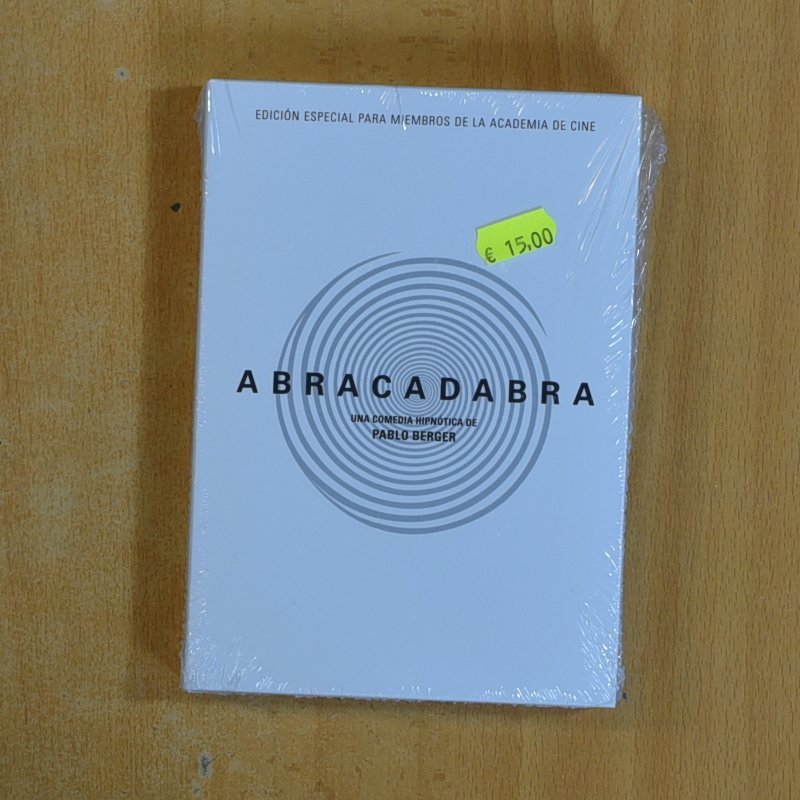 EDICIÓN ESPECIAL PARA MIEMBROS DE LA ACADEMIA DE CINE
€ 15,00
ABRACADABRA
UNA COMEDIA HIPNÓTICA DE
PABLO BERGER